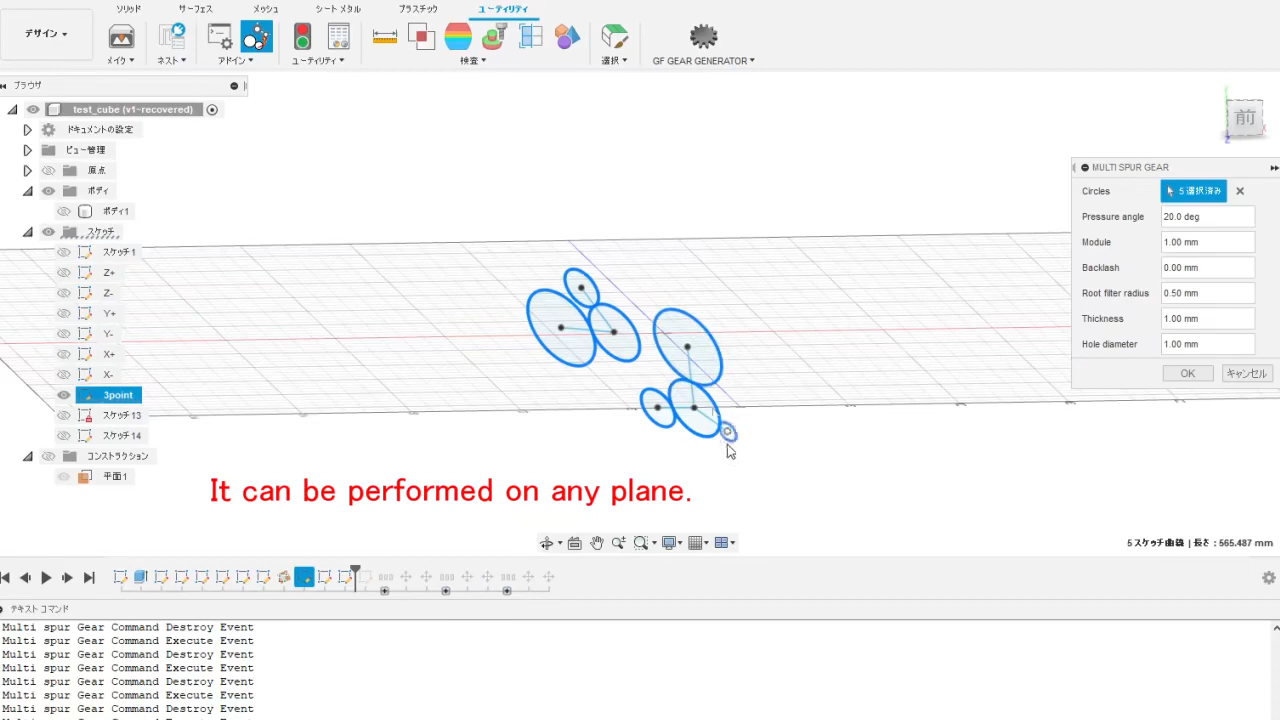 ソリッド サーフェス メッシュ シート メタル プラスチック ユーティリティ
デザイン
メイク ネスト アドイン ユーティリティ 検査 選択 GF GEAR GENERATOR
ブラウザ
test_cube (v1-recovered)
ドキュメントの設定
ビュー管理
原点
ボディ
ボディ1
スケッチ
スケッチ1
Z+
Z-
Y+
Y-
X+
X-
3point
スケッチ13
スケッチ14
コンストラクション
平面1
前
MULTI SPUR GEAR
Circles 5 選択済み
Pressure angle 20.0 deg
Module 1.00 mm
Backlash 0.00 mm
Root filter radius 0.50 mm
Thickness 1.00 mm
Hole diameter 1.00 mm
OK キャンセル
It can be performed on any plane.
5 スケッチ曲線 | 長さ : 565.487 mm
テキスト コマンド
Multi spur Gear Command Destroy Event
Multi spur Gear Command Execute Event
Multi spur Gear Command Destroy Event
Multi spur Gear Command Execute Event
Multi spur Gear Command Destroy Event
Multi spur Gear Command Execute Event
Multi spur Gear Command Destroy Event